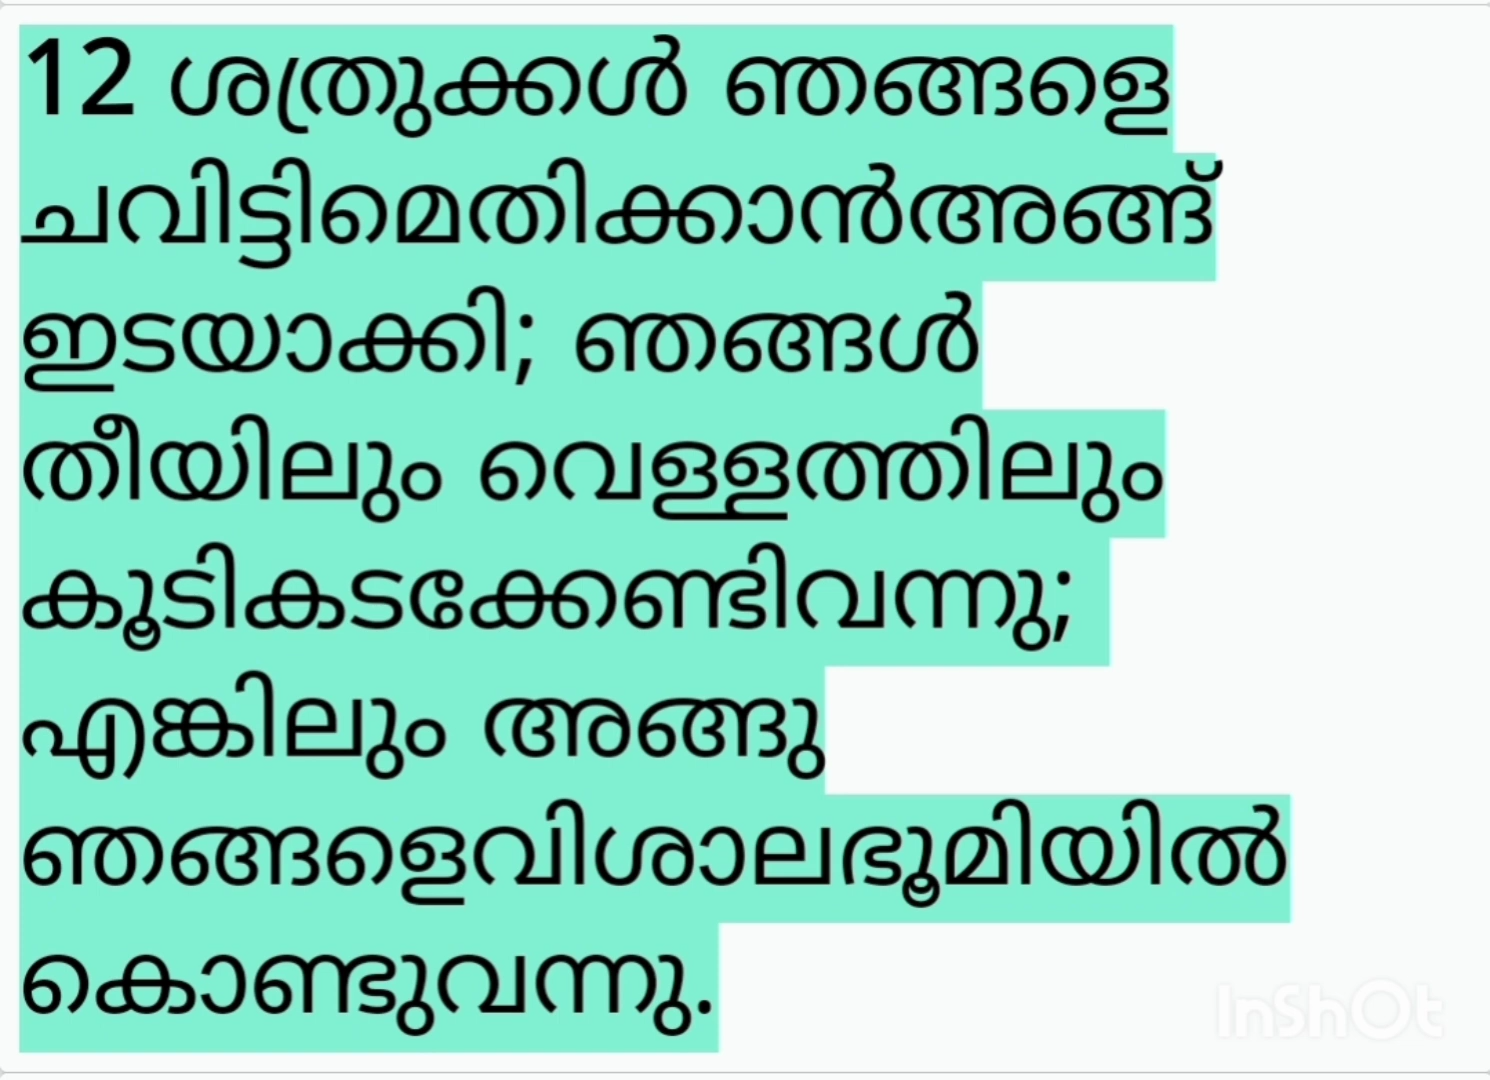 12 ശത്രുക്കൾ ഞങ്ങളെ
ചവിട്ടിമെതിക്കാൻഅങ്ങ്
ഇടയാക്കി; ഞങ്ങൾ
തീയിലും വെള്ളത്തിലും
കൂടികടക്കേണ്ടിവന്നു;
എങ്കിലും അങ്ങു
ഞങ്ങളെവിശാലഭൂമിയിൽ
കൊണ്ടുവന്നു.
InShOt